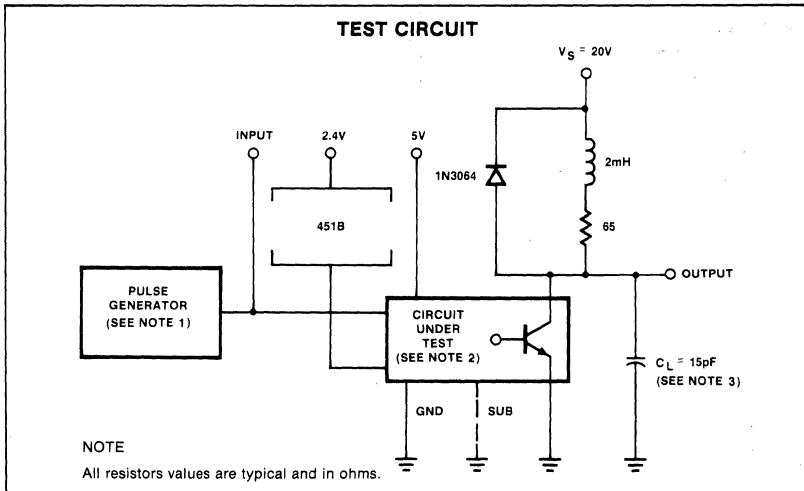 TEST CIRCUIT
V_S = 20V
INPUT
2.4V
5V
1N3064
2mH
451B
65
OUTPUT
PULSE
GENERATOR
(SEE NOTE 1)
CIRCUIT
UNDER
TEST
(SEE NOTE 2)
C_L = 15pF
(SEE NOTE 3)
GND
SUB
NOTE
All resistors values are typical and in ohms.